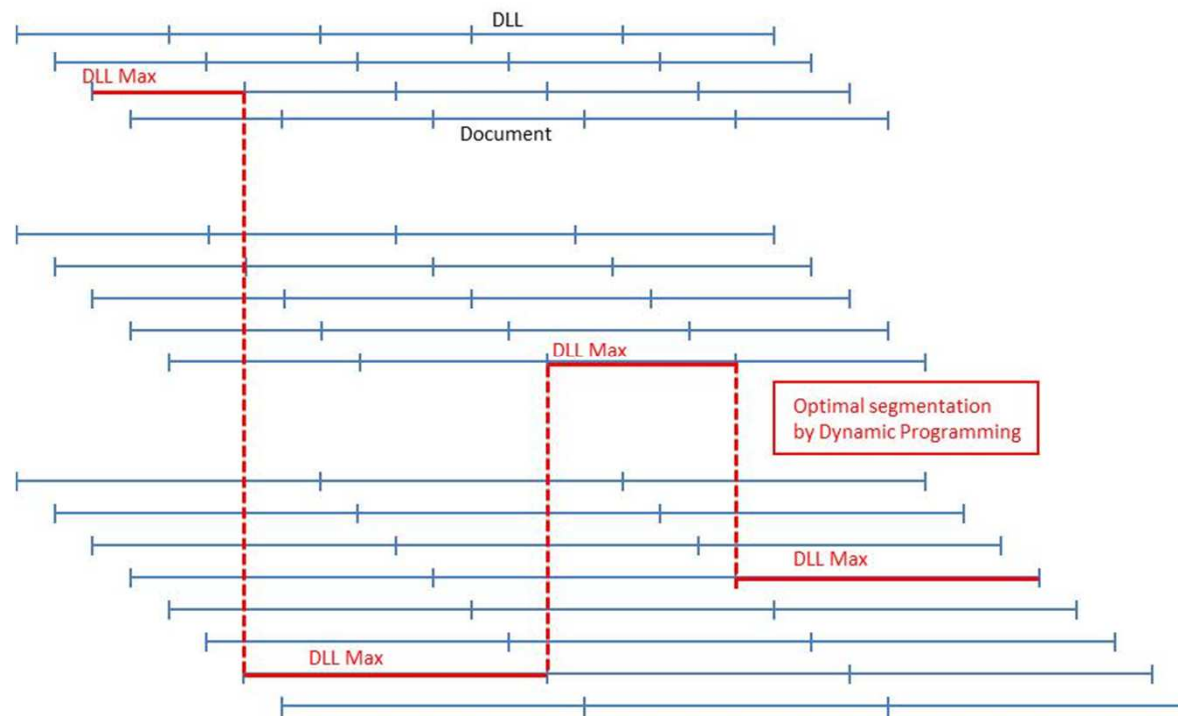 DLL
DLL Max
Document
DLL Max
Optimal segmentation
by Dynamic Programming
DLL Max
DLL Max